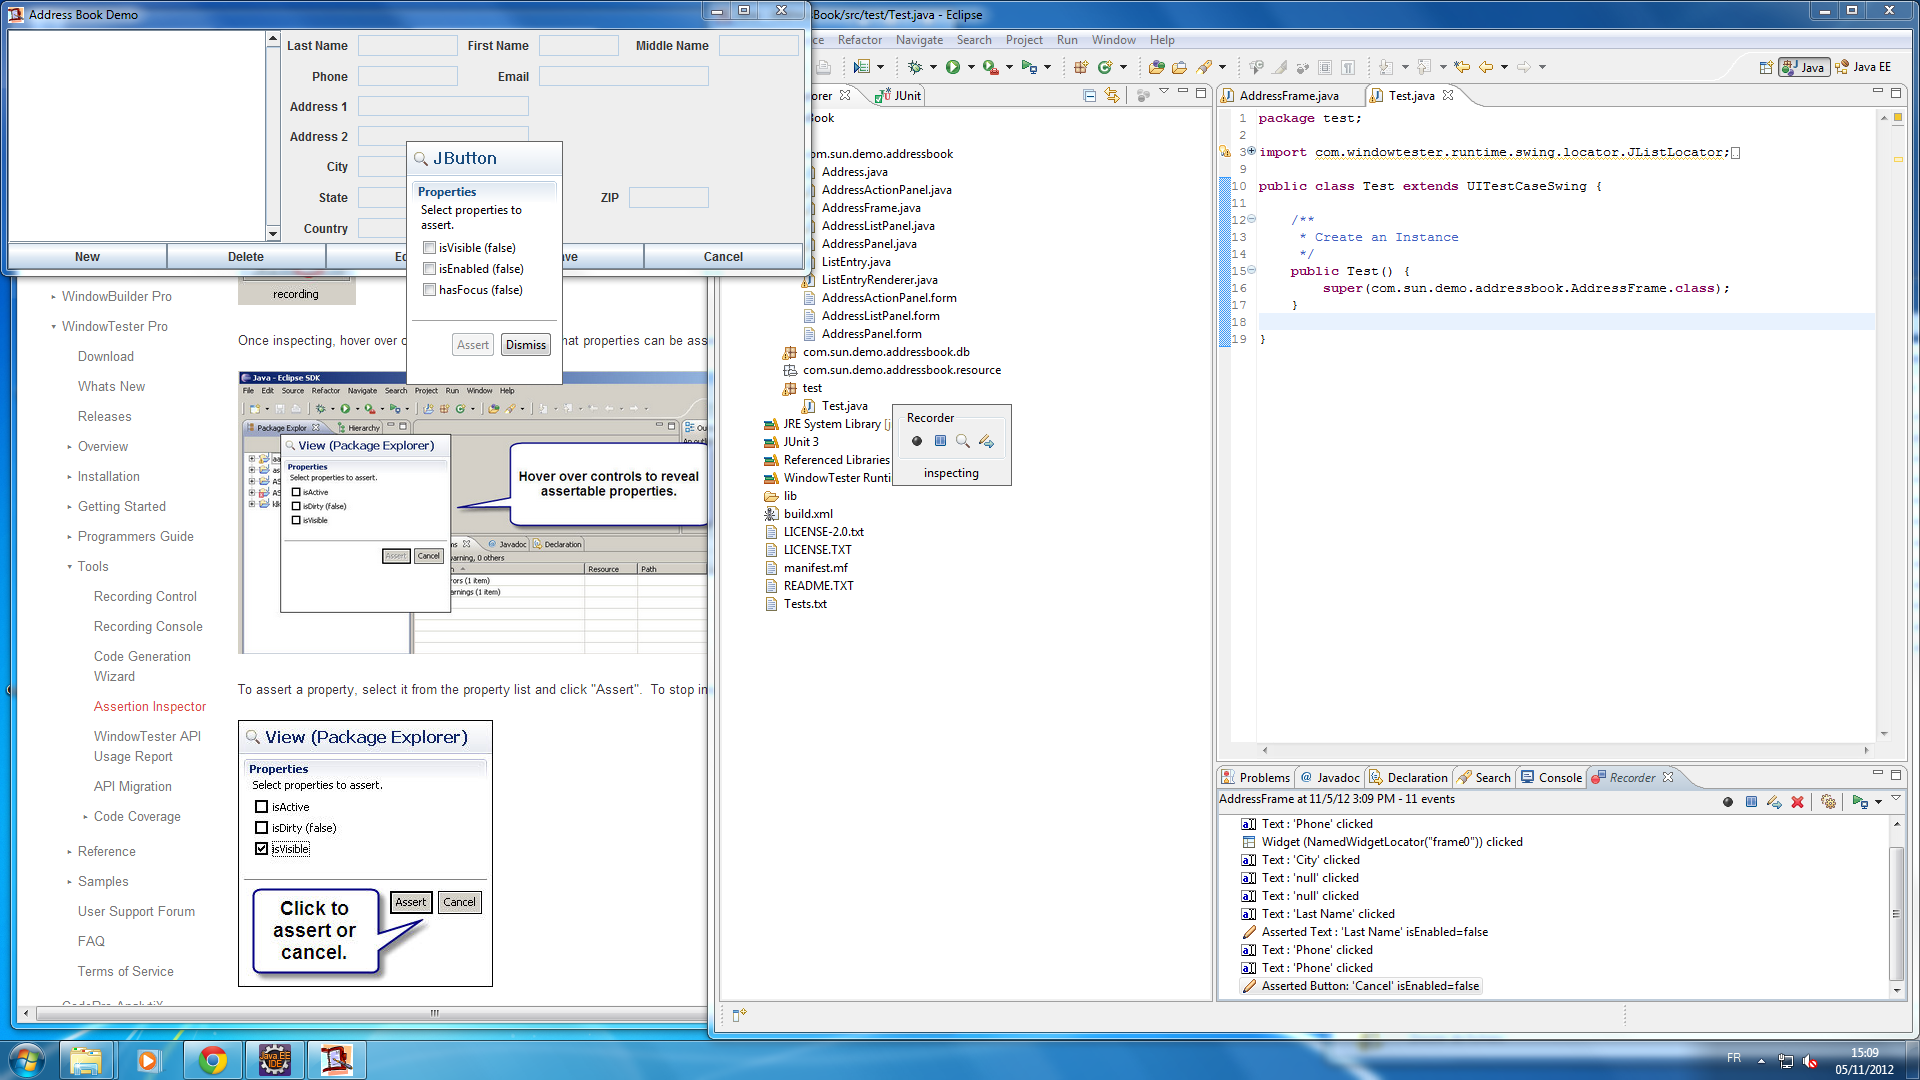 Address Book Demo
Last Name
First Name
Middle Name
Phone
Email
Address 1
Address 2
City
State
ZIP
Country
New
Delete
Cancel
JButton
Properties
Select properties to
assert.
isVisible (false)
isEnabled (false)
hasFocus (false)
Assert
Dismiss
recording
WindowBuilder Pro
WindowTester Pro
Download
Whats New
Releases
Overview
Installation
Getting Started
Programmers Guide
Tools
Recording Control
Recording Console
Code Generation
Wizard
Assertion Inspector
WindowTester API
Usage Report
API Migration
Code Coverage
Reference
Samples
User Support Forum
FAQ
Terms of Service
Once inspecting, hover over
that properties can be
Java - Eclipse SDK
File Edit Source Refactor Navigate Search Project Run Window Help
Package Explor
Hierarchy
View (Package Explorer)
Properties
Select properties to assert.
isActive
isDirty (false)
isVisible
Assert
Cancel
Hover over controls to reveal
assertable properties.
Javadoc
Declaration
0 others
Resource
Path
(1 item)
(1 item)
To assert a property, select it from the property list and click "Assert". To stop
View (Package Explorer)
Properties
Select properties to assert.
isActive
isDirty (false)
isVisible
Assert
Cancel
Click to
assert or
cancel.
Book/src/test/Test.java - Eclipse
Refactor Navigate Search Project Run Window Help
Java
Java EE
JUnit
Book
com.sun.demo.addressbook
Address.java
AddressActionPanel.java
AddressFrame.java
AddressListPanel.java
AddressPanel.java
ListEntry.java
ListEntryRenderer.java
AddressActionPanel.form
AddressListPanel.form
AddressPanel.form
com.sun.demo.addressbook.db
com.sun.demo.addressbook.resource
test
Test.java
JRE System Library
JUnit 3
Referenced Libraries
WindowTester
lib
build.xml
LICENSE-2.0.txt
LICENSE.TXT
manifest.mf
README.TXT
Tests.txt
Recorder
inspecting
AddressFrame.java
Test.java
1 package test;
2
3 import com.windowtester.runtime.swing.locator.JListLocator;
9
10 public class Test extends UITestCaseSwing {
11
12 /**
13 * Create an Instance
14 */
15 public Test() {
16 super(com.sun.demo.addressbook.AddressFrame.class);
17 }
18
19 }
Problems
Javadoc
Declaration
Search
Console
Recorder
AddressFrame at 11/5/12 3:09 PM - 11 events
Text : 'Phone' clicked
Widget (NamedWidgetLocator("frame0")) clicked
Text : 'City' clicked
Text : 'null' clicked
Text : 'null' clicked
Text : 'Last Name' clicked
Asserted Text : 'Last Name' isEnabled=false
Text : 'Phone' clicked
Text : 'Phone' clicked
Asserted Button: 'Cancel' isEnabled=false
Java EE
IDE
FR
15:09
05/11/2012